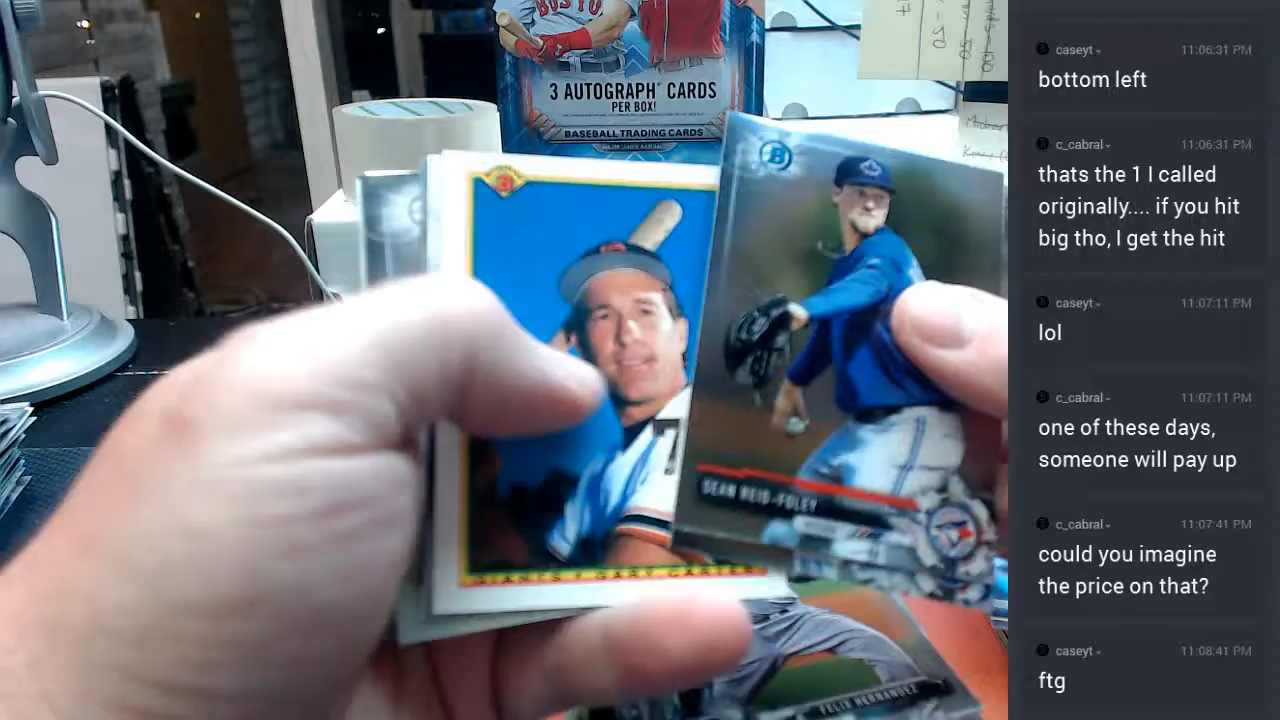 BOSTO
3 AUTOGRAPH® CARDS
PER BOX!
BASEBALL TRADING CARDS
B
SEAN REID-FOLEY
GIANTS • GARY CARTER
FELIX HERNANDEZ
caseyt
11:06:31 PM
bottom left
c_cabral
11:06:31 PM
thats the 1 I called
originally.... if you hit
big tho, I get the hit
caseyt
11:07:11 PM
lol
c_cabral
11:07:11 PM
one of these days,
someone will pay up
c_cabral
11:07:41 PM
could you imagine
the price on that?
caseyt
11:08:41 PM
ftg